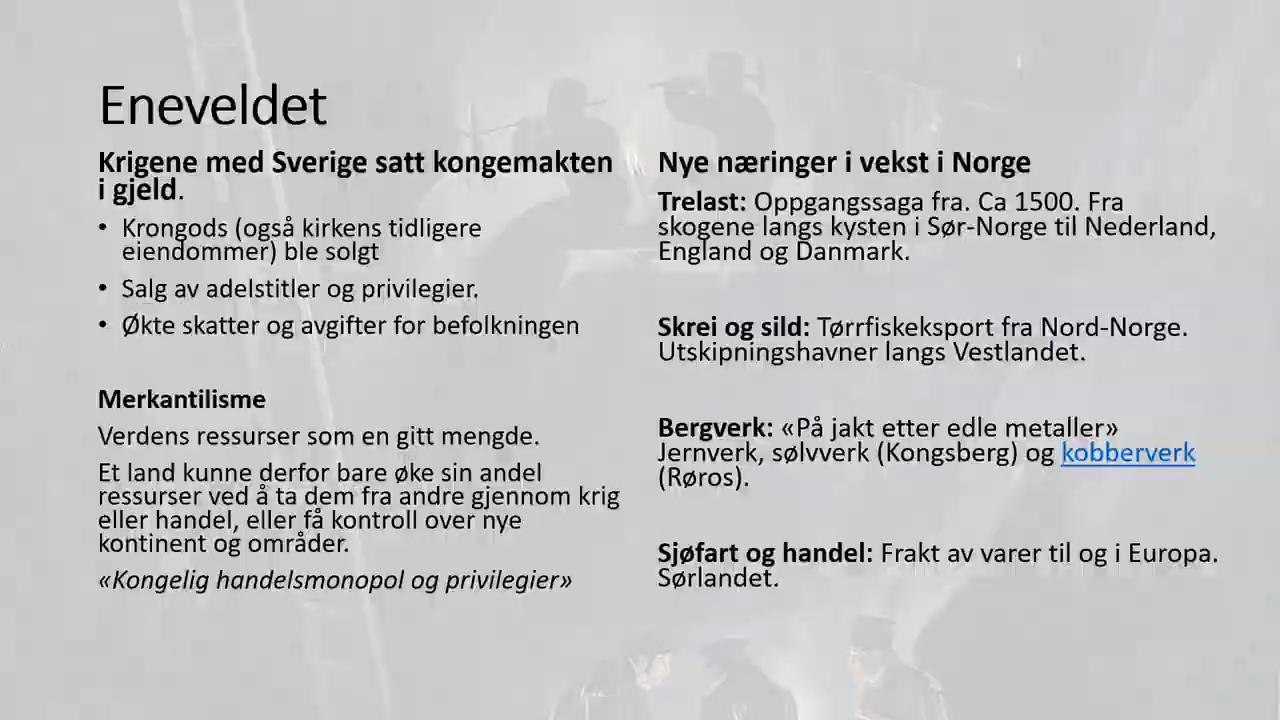 Eneveldet
Krigene med Sverige satt kongemakten
i gjeld.
• Krongods (også kirkens tidligere
eiendommer) ble solgt
• Salg av adelstitler og privilegier.
• Økte skatter og avgifter for befolkningen
Merkantilisme
Verdens ressurser som en gitt mengde.
Et land kunne derfor bare øke sin andel
ressurser ved å ta dem fra andre gjennom krig
eller handel, eller få kontroll over nye
kontinent og områder.
«Kongelig handelsmonopol og privilegier»
Nye næringer i vekst i Norge
Trelast: Oppgangssaga fra. Ca 1500. Fra
skogene langs kysten i Sør-Norge til Nederland,
England og Danmark.
Skrei og sild: Tørrfiskeksport fra Nord-Norge.
Utskipningshavner langs Vestlandet.
Bergverk: «På jakt etter edle metaller»
Jernverk, sølvverk (Kongsberg) og kobberverk
(Røros).
Sjøfart og handel: Frakt av varer til og i Europa.
Sørlandet.